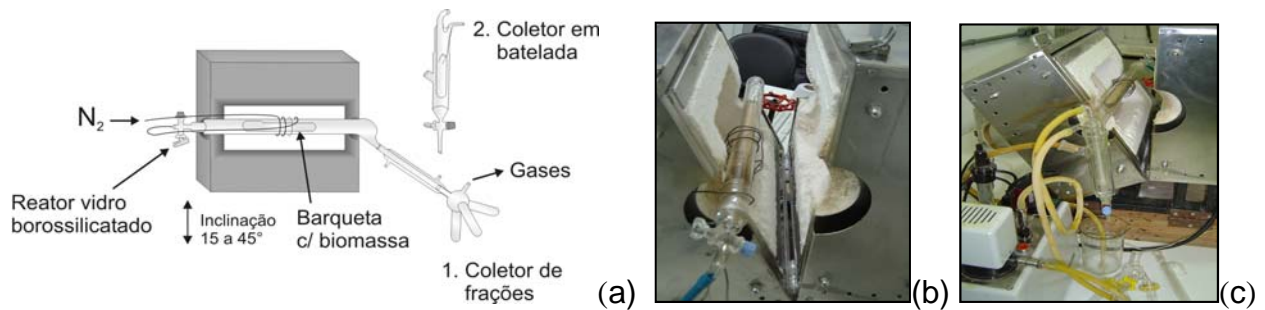 2. Coletor em
batelada
N₂
Gases
Reator vidro
borossilicatado
Inclinação
15 a 45°
Barqueta
c/ biomassa
1. Coletor de
frações
(a)
(b)
(c)